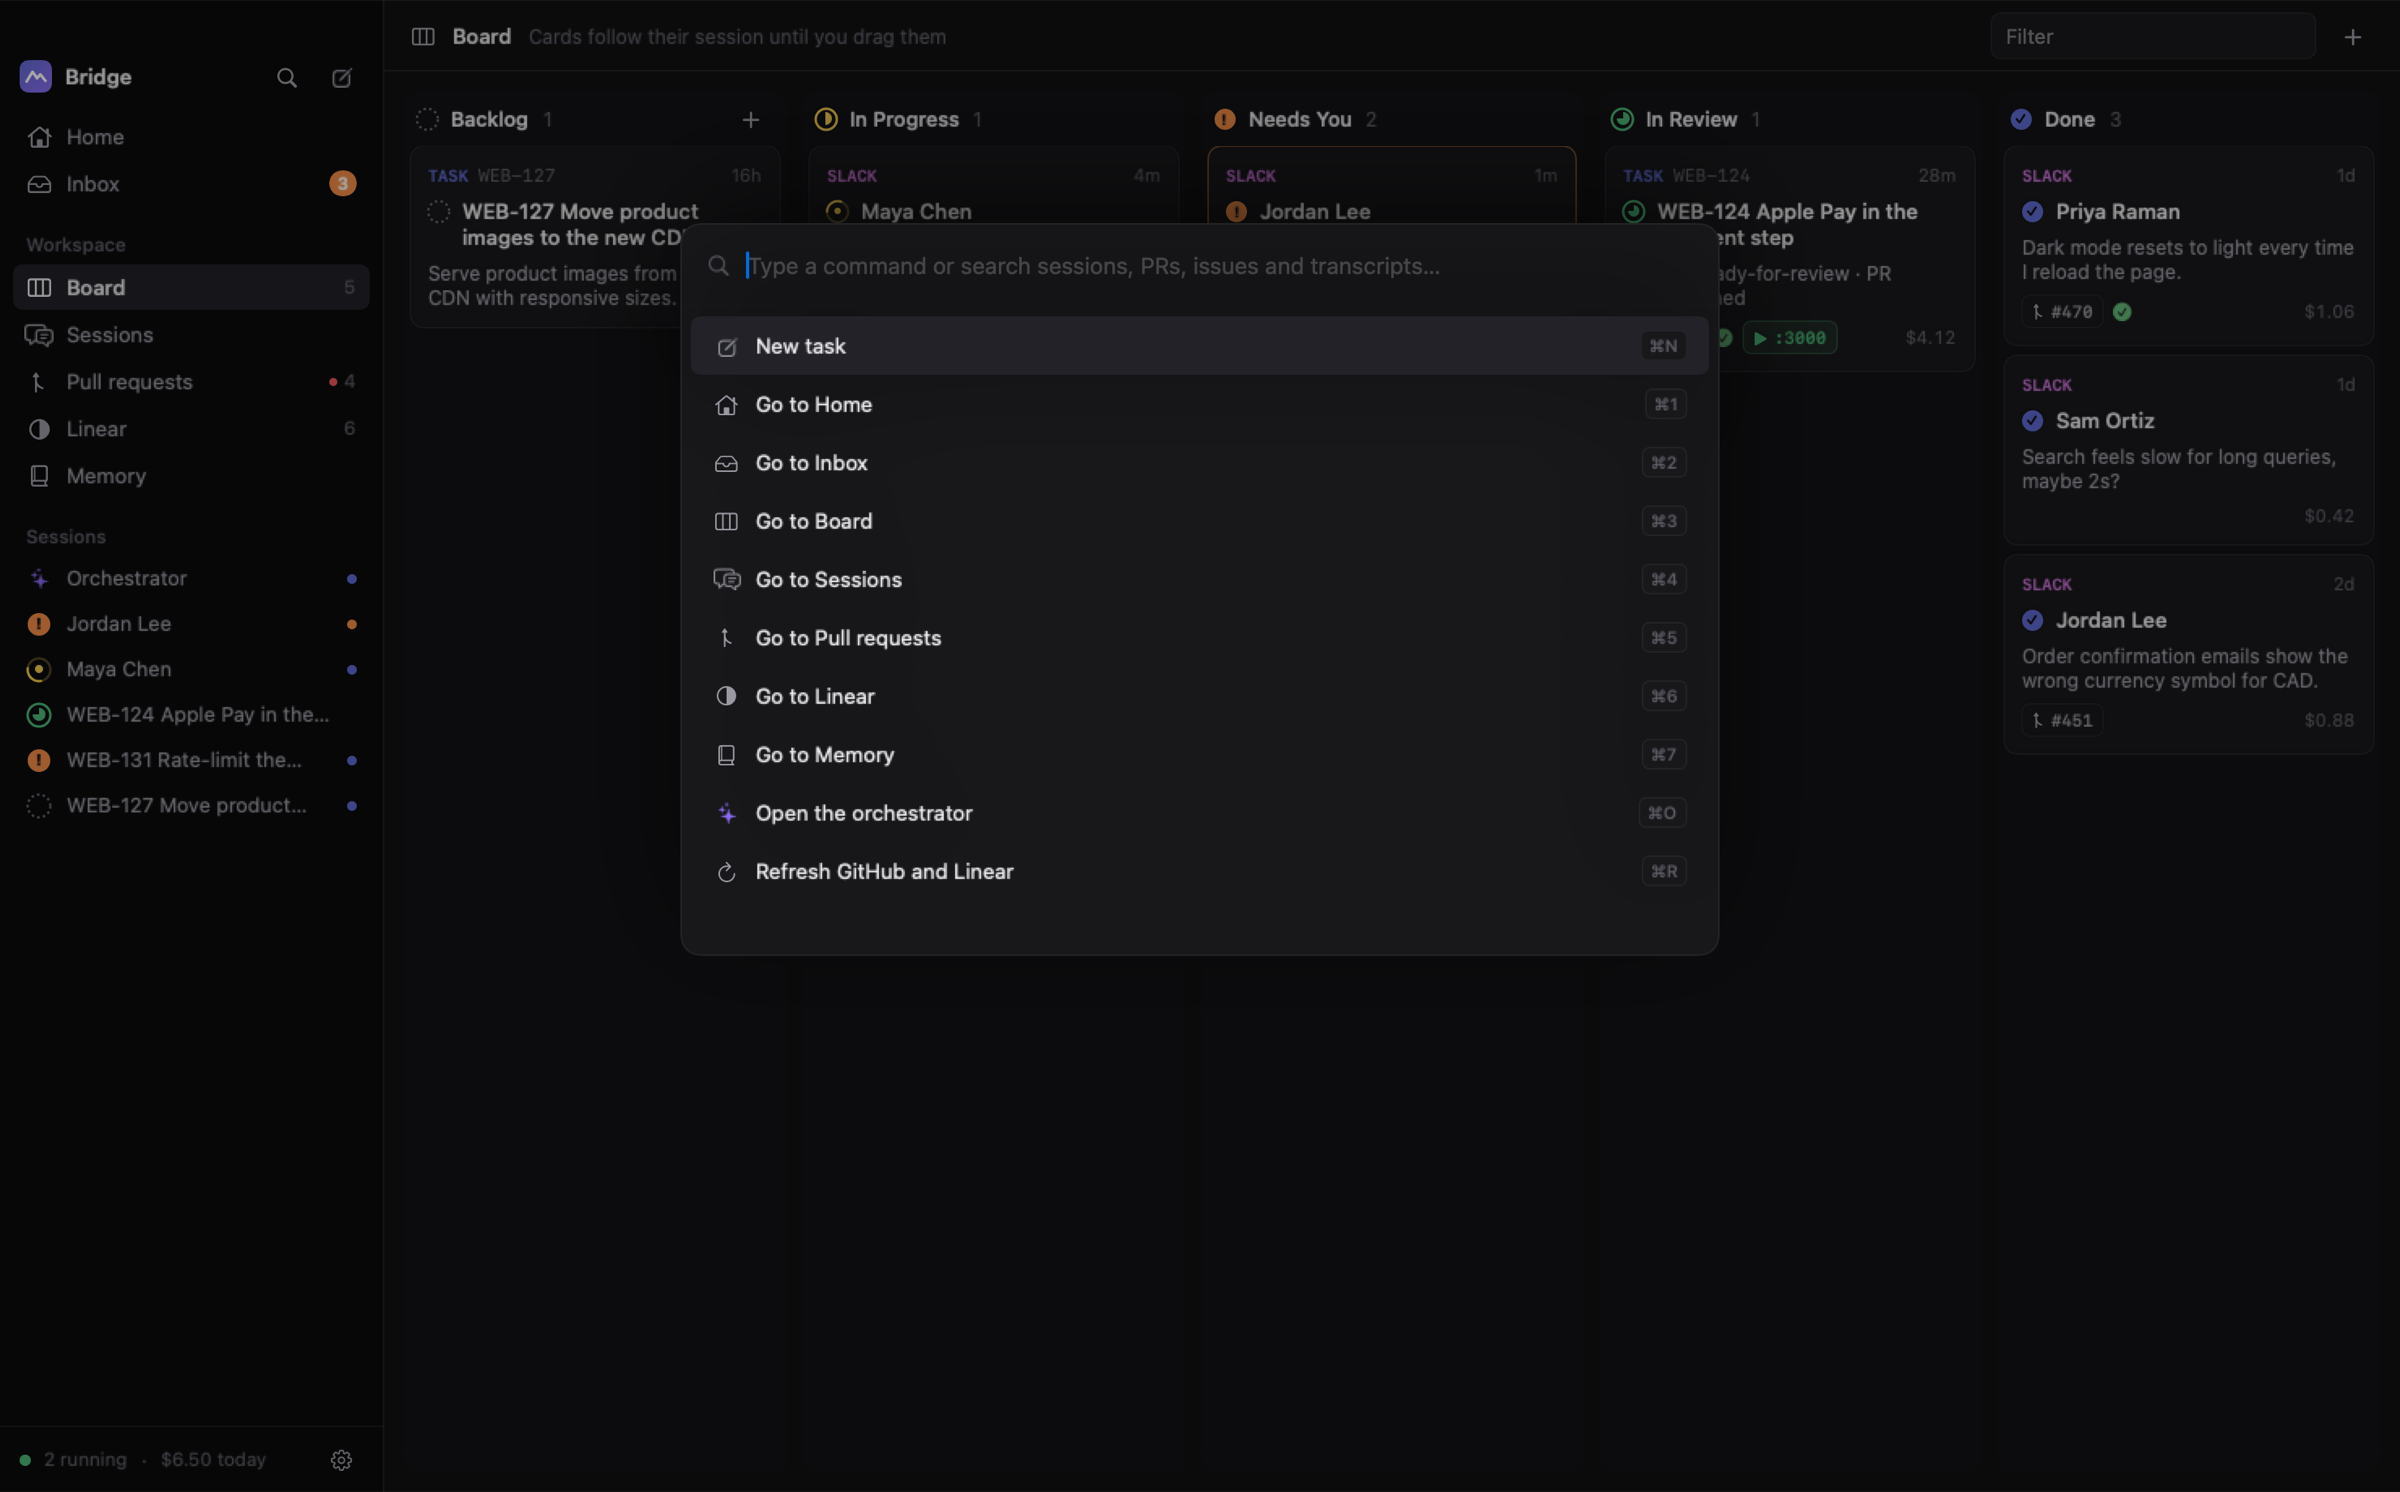 Bridge
Home
Inbox 3
Workspace
Board 5
Sessions
Pull requests 4
Linear 6
Memory
Sessions
Orchestrator
Jordan Lee
Maya Chen
WEB-124 Apple Pay in the...
WEB-131 Rate-limit the...
WEB-127 Move product...
2 running · $6.50 today
Board Cards follow their session until you drag them
Filter
Backlog 1
TASK WEB-127 16h
WEB-127 Move product
images to the new
Serve product images from
CDN with responsive sizes.
In Progress 1
SLACK 4m
Maya Chen
Needs You 2
SLACK 1m
Jordan Lee
In Review 1
TASK WEB-124 28m
WEB-124 Apple Pay in the
step
· PR
:3000 $4.12
Done 3
SLACK 1d
Priya Raman
Dark mode resets to light every time
I reload the page.
#470 $1.06
SLACK 1d
Sam Ortiz
Search feels slow for long queries,
maybe 2s?
$0.42
SLACK 2d
Jordan Lee
Order confirmation emails show the
wrong currency symbol for CAD.
#451 $0.88
Type a command or search sessions, PRs, issues and transcripts...
New task ⌘N
Go to Home ⌘1
Go to Inbox ⌘2
Go to Board ⌘3
Go to Sessions ⌘4
Go to Pull requests ⌘5
Go to Linear ⌘6
Go to Memory ⌘7
Open the orchestrator ⌘O
Refresh GitHub and Linear ⌘R